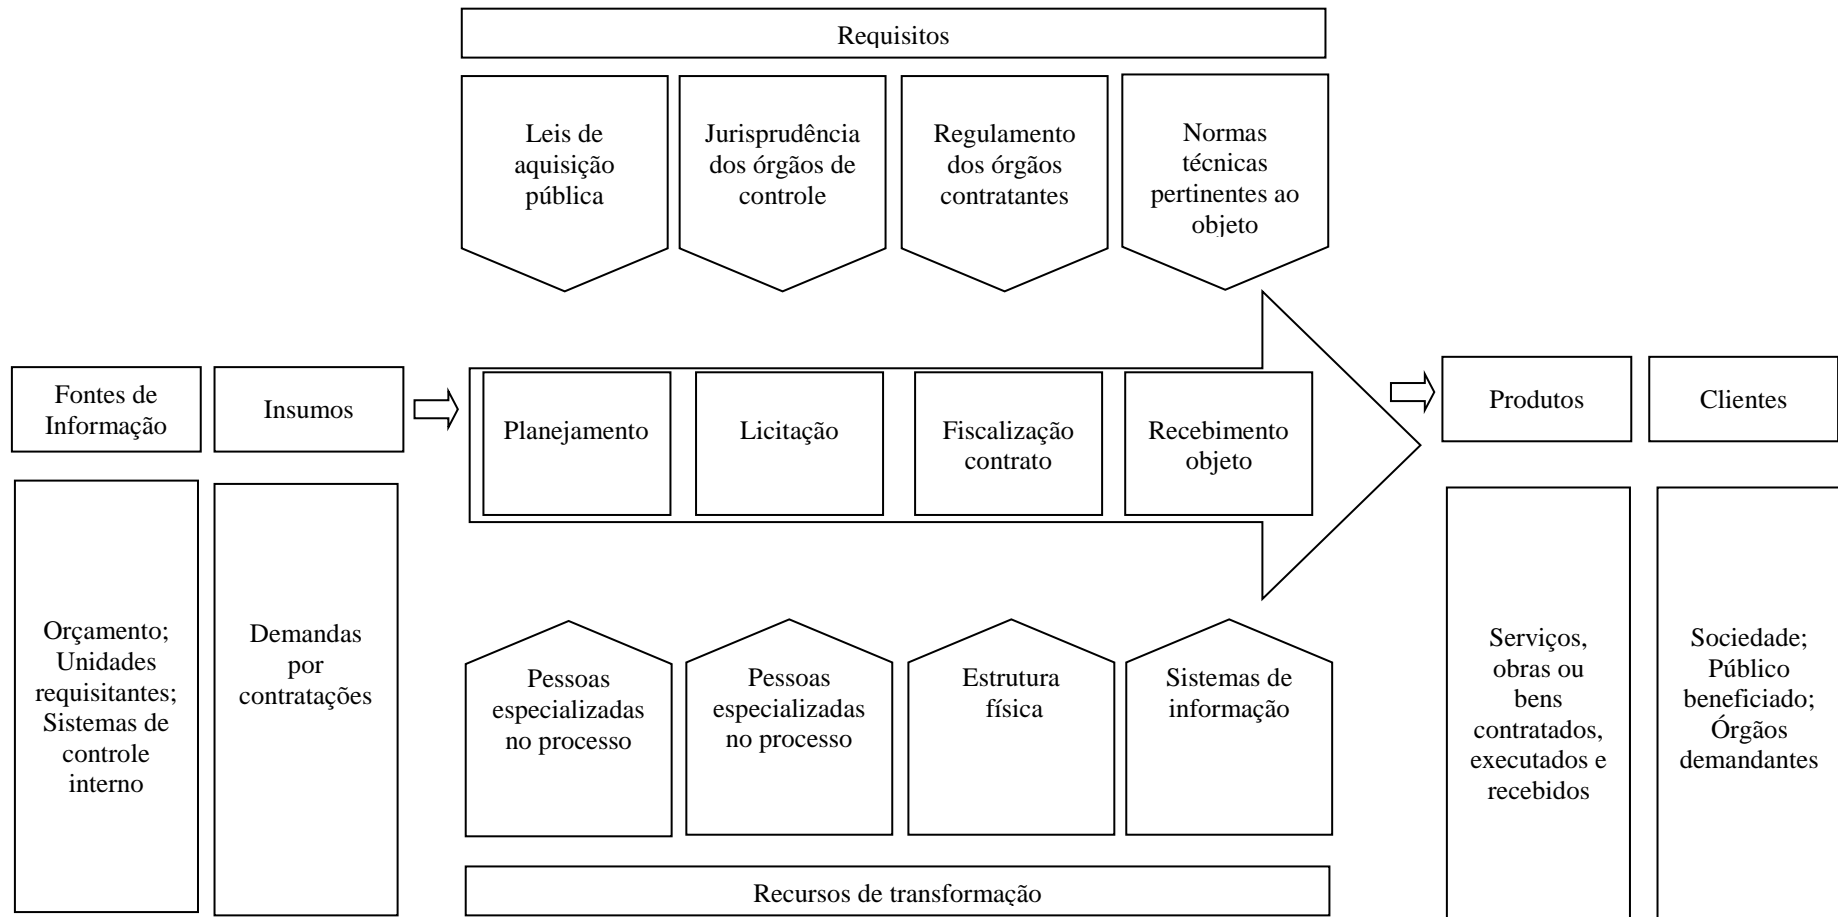 Requisitos
Leis de
aquisição
pública
Jurisprudência
dos órgãos de
controle
Regulamento
dos órgãos
contratantes
Normas
técnicas
pertinentes ao
objeto
Fontes de
Informação
Insumos
Planejamento
Licitação
Fiscalização
contrato
Recebimento
objeto
Produtos
Clientes
Orçamento;
Unidades
requisitantes;
Sistemas de
controle
interno
Demandas
por
contratações
Pessoas
especializadas
no processo
Pessoas
especializadas
no processo
Estrutura
física
Sistemas de
informação
Serviços,
obras ou
bens
contratados,
executados e
recebidos
Sociedade;
Público
beneficiado;
Órgãos
demandantes
Recursos de transformação